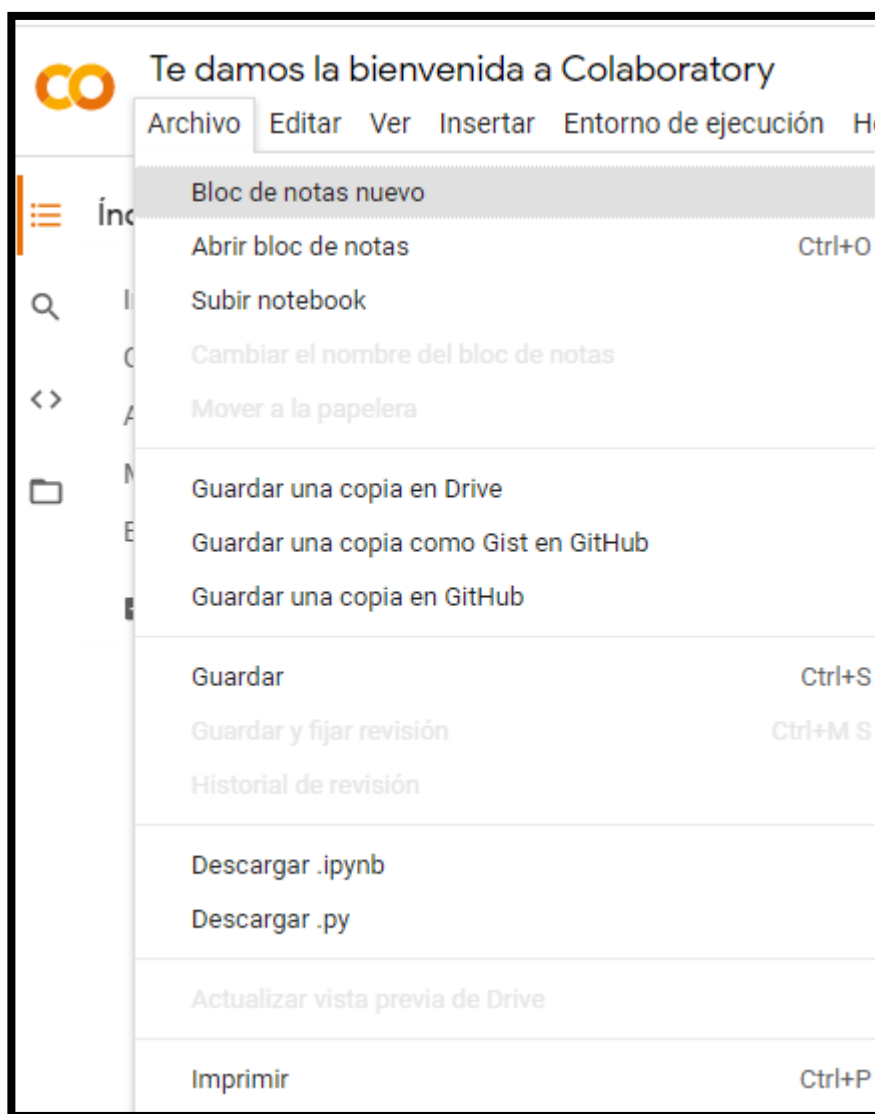 CO Te damos la bienvenida a Colaboratory
Archivo Editar Ver Insertar Entorno de ejecución
Bloc de notas nuevo
Abrir bloc de notas Ctrl+O
Subir notebook
Cambiar el nombre del bloc de notas
Mover a la papelera
Guardar una copia en Drive
Guardar una copia como Gist en GitHub
Guardar una copia en GitHub
Guardar Ctrl+S
Guardar y fijar revisión Ctrl+M S
Historial de revisión
Descargar .ipynb
Descargar .py
Actualizar vista previa de Drive
Imprimir Ctrl+P